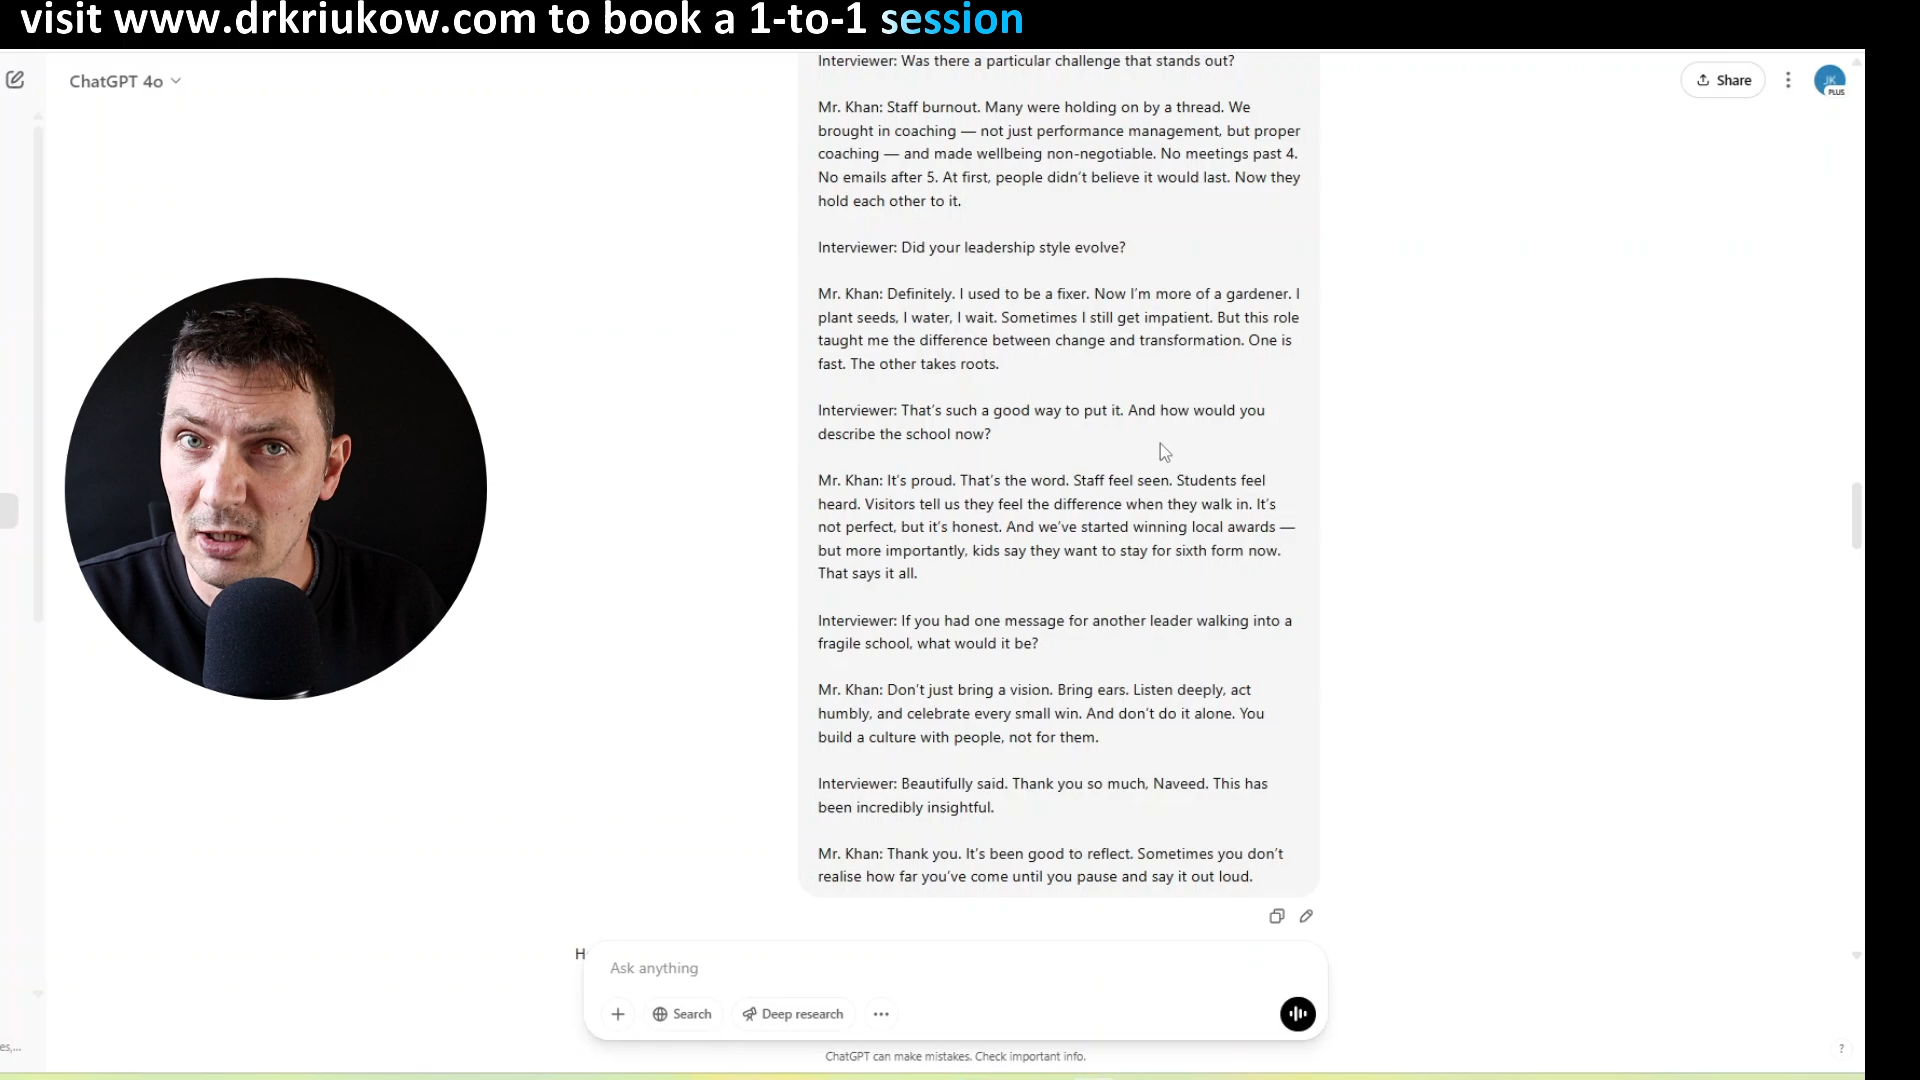 visit www.drkriukow.com to book a 1-to-1 session
ChatGPT 4o
Share
JK
PLUS
Interviewer: Was there a particular challenge that stands out?
Mr. Khan: Staff burnout. Many were holding on by a thread. We
brought in coaching — not just performance management, but proper
coaching — and made wellbeing non-negotiable. No meetings past 4.
No emails after 5. At first, people didn't believe it would last. Now they
hold each other to it.
Interviewer: Did your leadership style evolve?
Mr. Khan: Definitely. I used to be a fixer. Now I'm more of a gardener. I
plant seeds, I water, I wait. Sometimes I still get impatient. But this role
taught me the difference between change and transformation. One is
fast. The other takes roots.
Interviewer: That's such a good way to put it. And how would you
describe the school now?
Mr. Khan: It's proud. That's the word. Staff feel seen. Students feel
heard. Visitors tell us they feel the difference when they walk in. It's
not perfect, but it's honest. And we've started winning local awards —
but more importantly, kids say they want to stay for sixth form now.
That says it all.
Interviewer: If you had one message for another leader walking into a
fragile school, what would it be?
Mr. Khan: Don't just bring a vision. Bring ears. Listen deeply, act
humbly, and celebrate every small win. And don't do it alone. You
build a culture with people, not for them.
Interviewer: Beautifully said. Thank you so much, Naveed. This has
been incredibly insightful.
Mr. Khan: Thank you. It's been good to reflect. Sometimes you don't
realise how far you've come until you pause and say it out loud.
H
Ask anything
Search
Deep research
es,...
ChatGPT can make mistakes. Check important info.
?